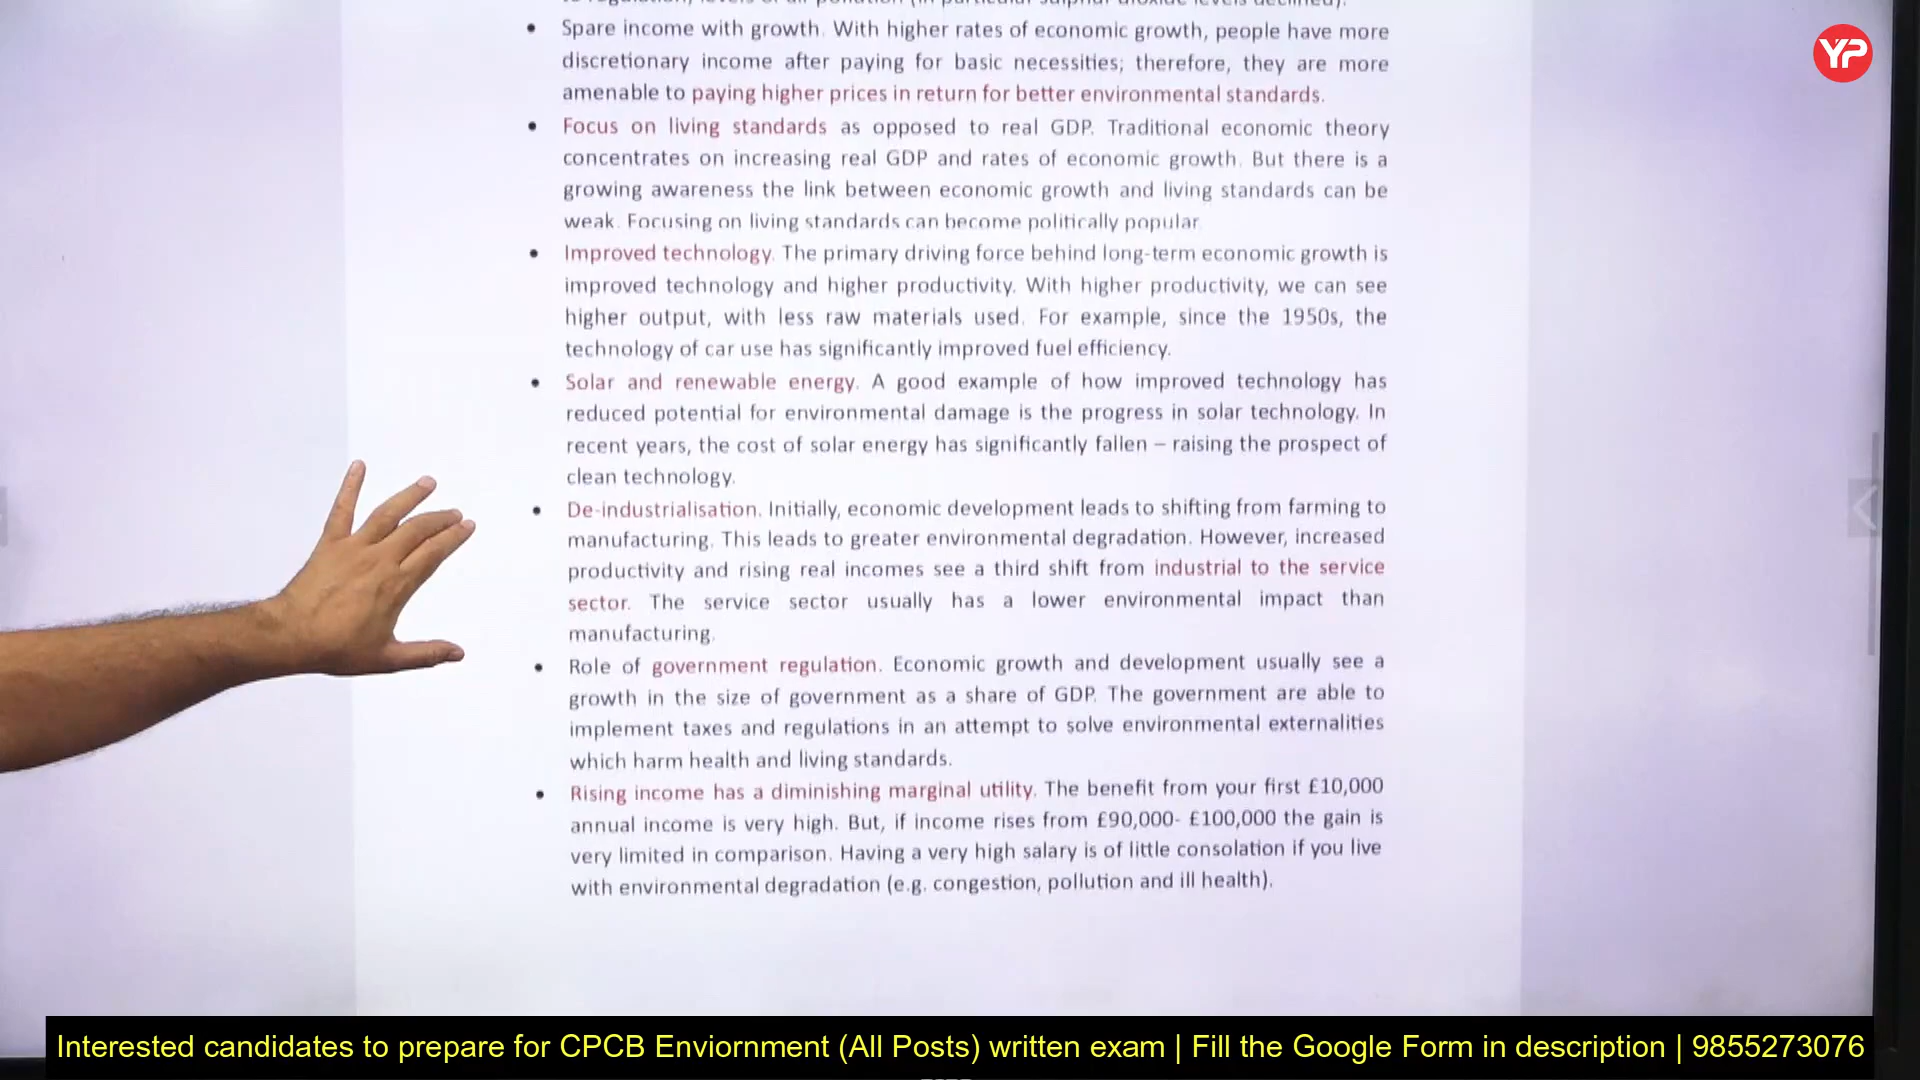 to regulation, levels of air pollution (in particular sulphur dioxide levels declined).
• Spare income with growth. With higher rates of economic growth, people have more
discretionary income after paying for basic necessities; therefore, they are more
amenable to paying higher prices in return for better environmental standards.
• Focus on living standards as opposed to real GDP. Traditional economic theory
concentrates on increasing real GDP and rates of economic growth. But there is a
growing awareness the link between economic growth and living standards can be
weak. Focusing on living standards can become politically popular.
• Improved technology. The primary driving force behind long-term economic growth is
improved technology and higher productivity. With higher productivity, we can see
higher output, with less raw materials used. For example, since the 1950s, the
technology of car use has significantly improved fuel efficiency.
• Solar and renewable energy. A good example of how improved technology has
reduced potential for environmental damage is the progress in solar technology. In
recent years, the cost of solar energy has significantly fallen – raising the prospect of
clean technology.
• De-industrialisation. Initially, economic development leads to shifting from farming to
manufacturing. This leads to greater environmental degradation. However, increased
productivity and rising real incomes see a third shift from industrial to the service
sector. The service sector usually has a lower environmental impact than
manufacturing.
• Role of government regulation. Economic growth and development usually see a
growth in the size of government as a share of GDP. The government are able to
implement taxes and regulations in an attempt to solve environmental externalities
which harm health and living standards.
• Rising income has a diminishing marginal utility. The benefit from your first £10,000
annual income is very high. But, if income rises from £90,000- £100,000 the gain is
very limited in comparison. Having a very high salary is of little consolation if you live
with environmental degradation (e.g. congestion, pollution and ill health).
YP
Interested candidates to prepare for CPCB Enviornment (All Posts) written exam | Fill the Google Form in description | 9855273076